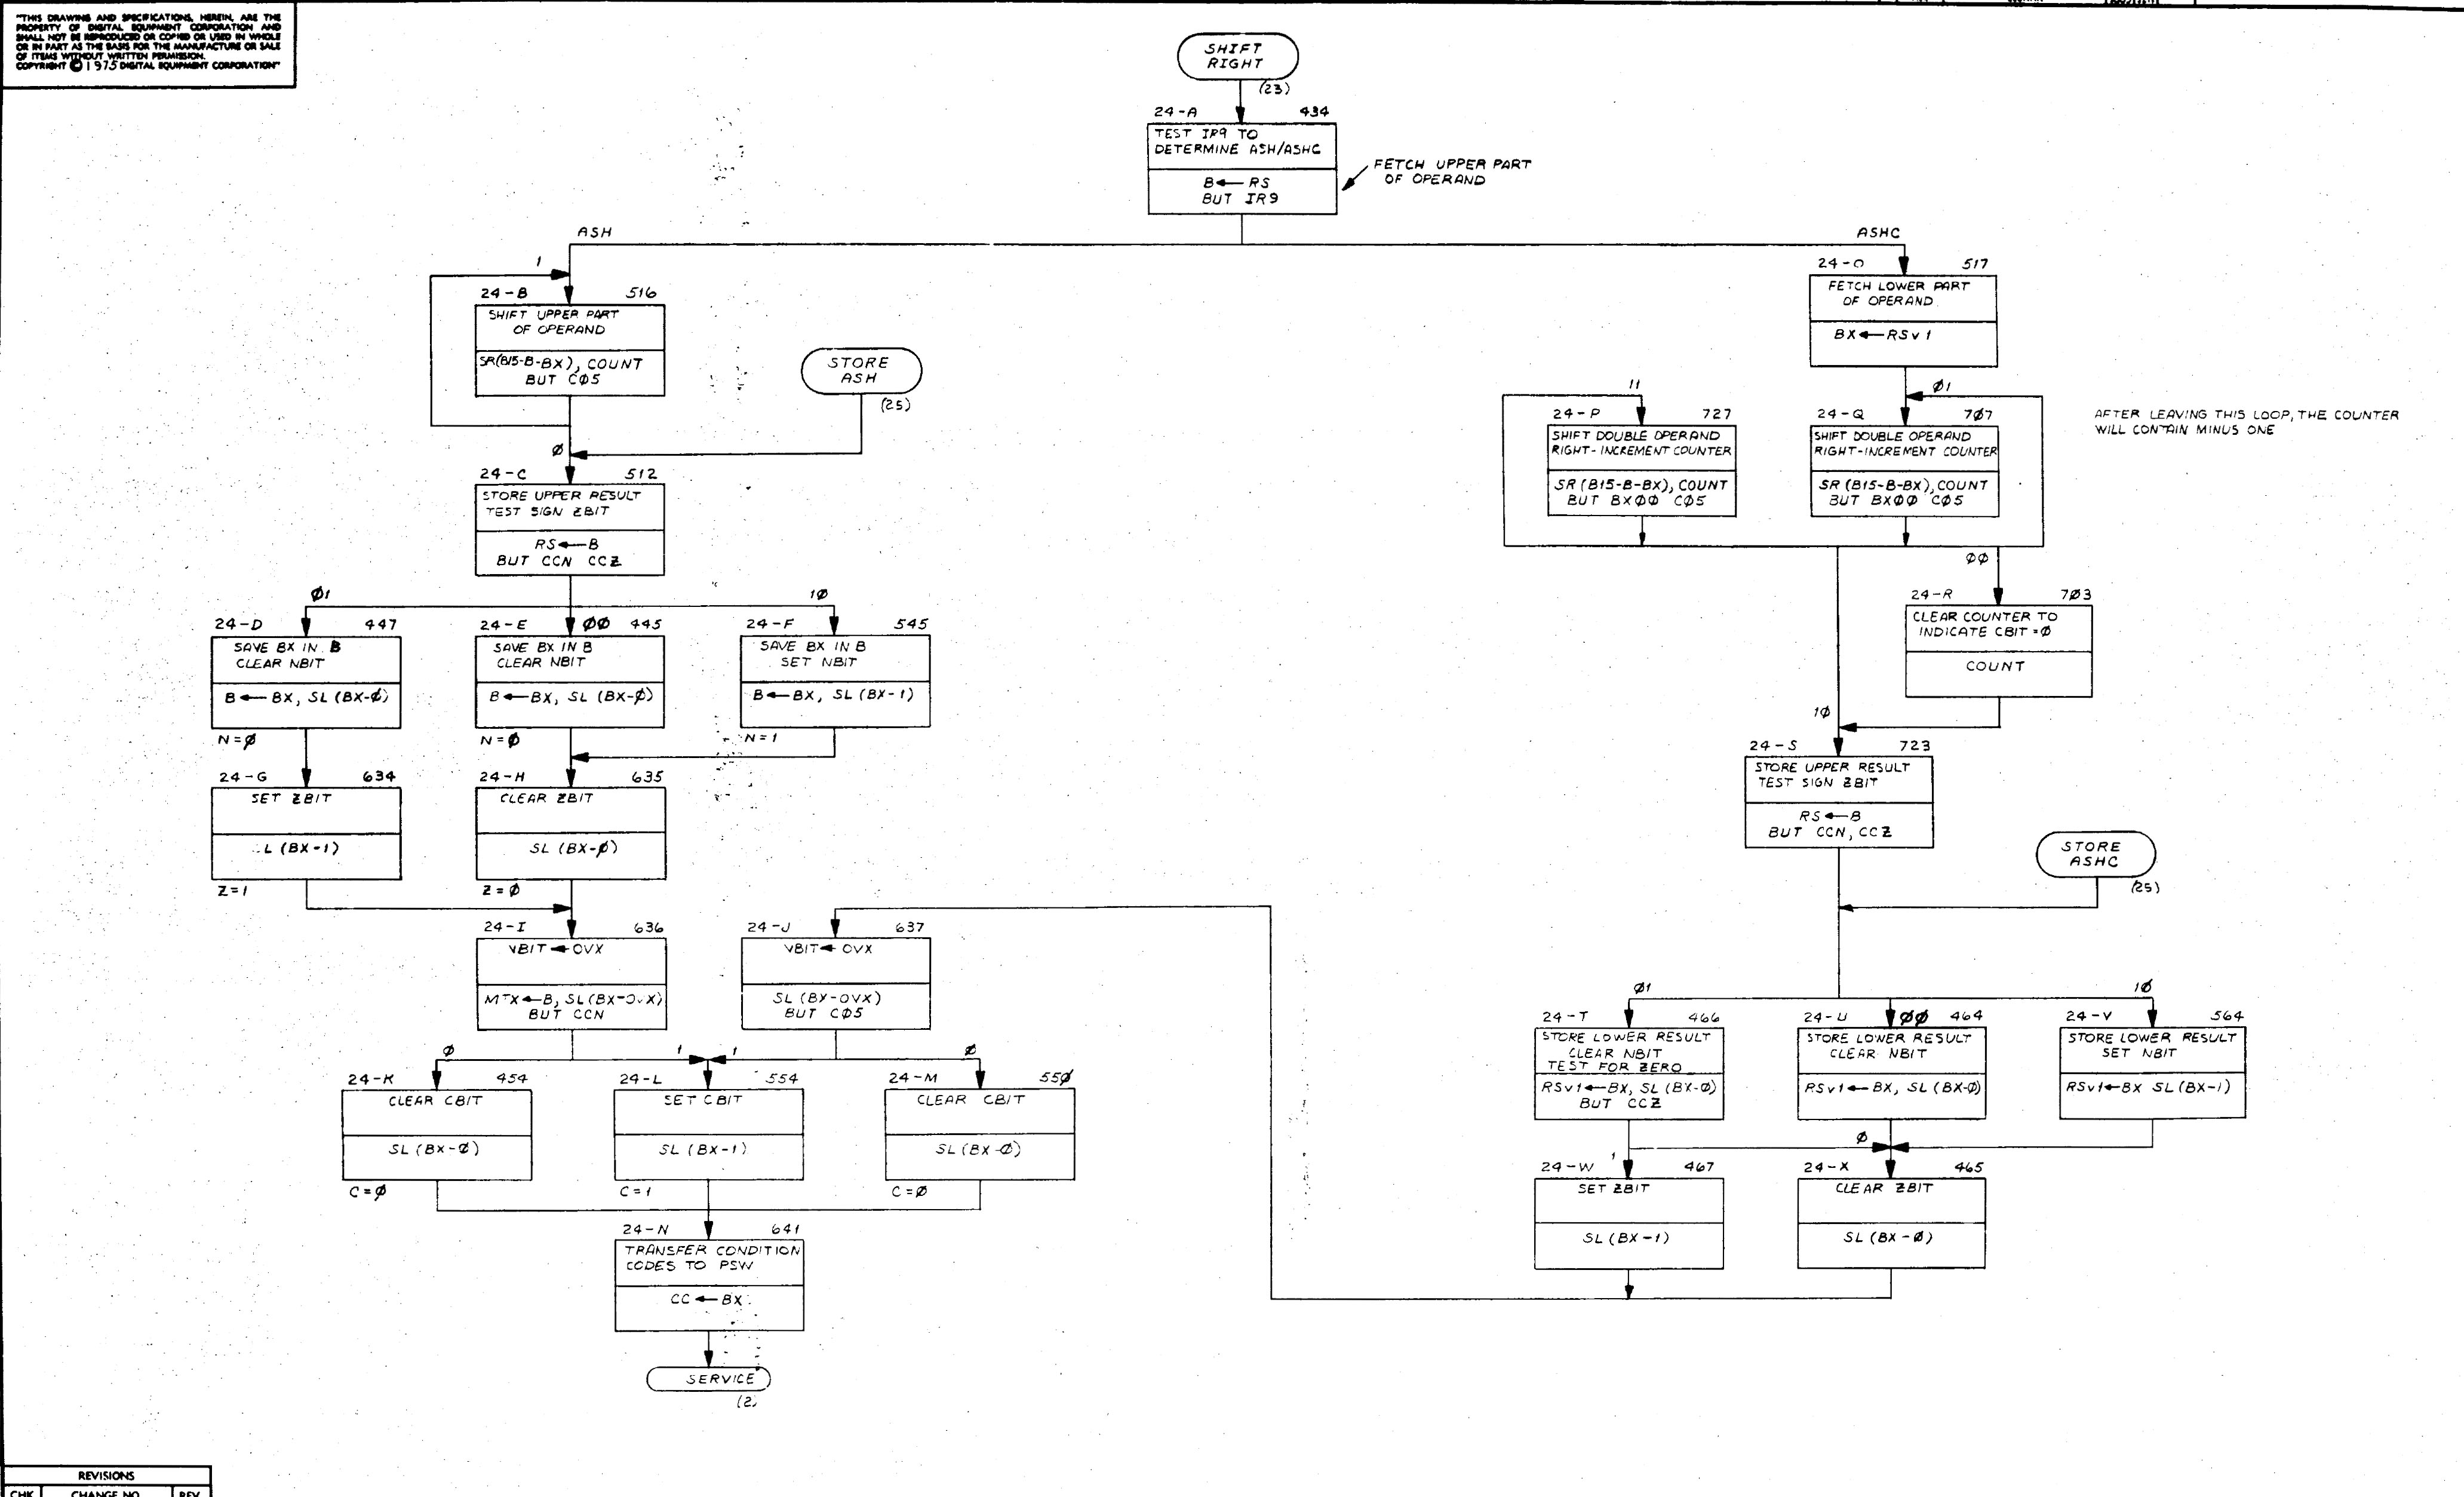 "THIS DRAWING AND SPECIFICATIONS, HEREIN, ARE THE
PROPERTY OF DIGITAL EQUIPMENT CORPORATION AND
SHALL NOT BE REPRODUCED OR COPIED OR USED IN WHOLE
OR IN PART AS THE BASIS FOR THE MANUFACTURE OR SALE
OF ITEMS WITHOUT WRITTEN PERMISSION.
COPYRIGHT © 1975 DIGITAL EQUIPMENT CORPORATION"
SHIFT
RIGHT
(23)
24-A 434
TEST IR9 TO
DETERMINE ASH/ASHC
B←RS
BUT IR9
FETCH UPPER PART
OF OPERAND
ASH
ASHC
1
24-B 516
SHIFT UPPER PART
OF OPERAND
SR(B15-B-BX), COUNT
BUT CØ5
STORE
ASH
(25)
Ø
24-C 512
STORE UPPER RESULT
TEST SIGN ZBIT
RS←B
BUT CCN CCZ
Ø1
ØØ
1Ø
24-D 447
SAVE BX IN B
CLEAR NBIT
B←BX, SL (BX-Ø)
N=Ø
24-E 445
SAVE BX IN B
CLEAR NBIT
B←BX, SL (BX-Ø)
N=Ø
24-F 545
SAVE BX IN B
SET NBIT
B←BX, SL (BX-1)
N=1
24-G 634
SET ZBIT
L (BX-1)
Z=1
24-H 635
CLEAR ZBIT
SL (BX-Ø)
Z=Ø
24-I 636
VBIT←OVX
B, SL(BX-OVX)
BUT CCN
24-J 637
VBIT←OVX
SL (BX-OVX)
BUT CØ5
Ø
1
1
Ø
24-K 454
CLEAR CBIT
SL (BX-Ø)
C=Ø
24-L 554
SET CBIT
SL (BX-1)
C=1
24-M 55Ø
CLEAR CBIT
SL (BX-Ø)
C=Ø
24-N 641
TRANSFER CONDITION
CODES TO PSW
CC←BX
SERVICE
(2)
24-O 517
FETCH LOWER PART
OF OPERAND
BX←RSv1
11
Ø1
24-P 727
SHIFT DOUBLE OPERAND
RIGHT-INCREMENT COUNTER
SR (B15-B-BX), COUNT
BUT BXØØ CØ5
24-Q 7Ø7
SHIFT DOUBLE OPERAND
RIGHT-INCREMENT COUNTER
SR (B15-B-BX), COUNT
BUT BXØØ CØ5
AFTER LEAVING THIS LOOP, THE COUNTER
WILL CONTAIN MINUS ONE
ØØ
24-R 7Ø3
CLEAR COUNTER TO
INDICATE CBIT=Ø
COUNT
1Ø
24-S 723
STORE UPPER RESULT
TEST SIGN ZBIT
RS←B
BUT CCN, CCZ
STORE
ASHC
(25)
Ø1
ØØ
1Ø
24-T 466
STORE LOWER RESULT
CLEAR NBIT
TEST FOR ZERO
RSv1←BX, SL (BX-Ø)
BUT CCZ
24-U 464
STORE LOWER RESULT
CLEAR NBIT
RSv1←BX, SL (BX-Ø)
24-V 564
STORE LOWER RESULT
SET NBIT
RSv1←BX SL (BX-1)
1
Ø
24-W 467
SET ZBIT
SL (BX-1)
24-X 465
CLEAR ZBIT
SL (BX-Ø)
REVISIONS
CHK CHANGE NO REV